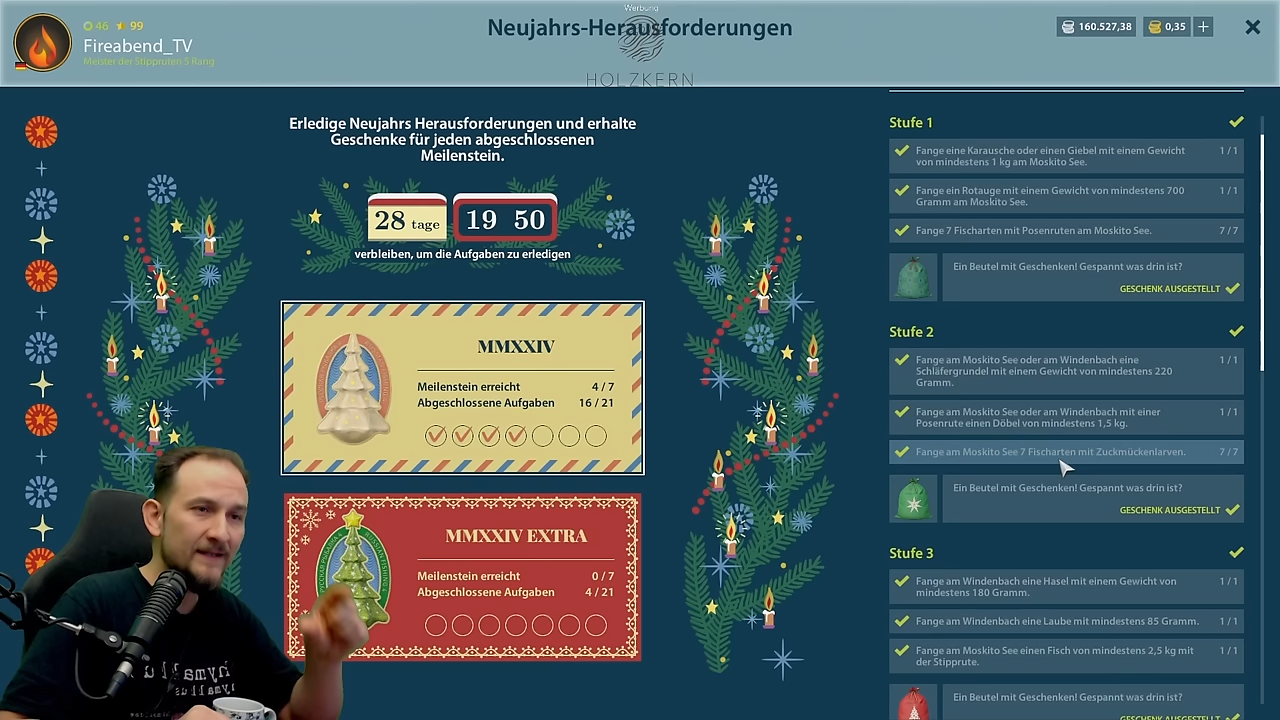 Werbung
46 99
Fireabend_TV
Meister der Stippruten 5 Rang
Neujahrs-Herausforderungen
HOLZKERN
160.527,38
0,35
Erledige Neujahrs Herausforderungen und erhalte
Geschenke für jeden abgeschlossenen
Meilenstein.
28 tage 19 50
verbleiben, um die Aufgaben zu erledigen
MMXXIV
Meilenstein erreicht 4 / 7
Abgeschlossene Aufgaben 16 / 21
MMXXIV EXTRA
Meilenstein erreicht 0 / 7
Abgeschlossene Aufgaben 4 / 21
Stufe 1
Fange eine Karausche oder einen Giebel mit einem Gewicht 1 / 1
von mindestens 1 kg am Moskito See.
Fange ein Rotauge mit einem Gewicht von mindestens 700 1 / 1
Gramm am Moskito See.
Fange 7 Fischarten mit Posenruten am Moskito See. 7 / 7
Ein Beutel mit Geschenken! Gespannt was drin ist?
GESCHENK AUSGESTELLT
Stufe 2
Fange am Moskito See oder am Windenbach eine 1 / 1
Schläfergrundel mit einem Gewicht von mindestens 220
Gramm.
Fange am Moskito See oder am Windenbach mit einer 1 / 1
Posenrute einen Döbel von mindestens 1,5 kg.
Fange am Moskito See 7 Fischarten mit Zuckmückenlarven. 7 / 7
Ein Beutel mit Geschenken! Gespannt was drin ist?
GESCHENK AUSGESTELLT
Stufe 3
Fange am Windenbach eine Hasel mit einem Gewicht von 1 / 1
mindestens 180 Gramm.
Fange am Windenbach eine Laube mit mindestens 85 Gramm. 1 / 1
Fange am Moskito See einen Fisch von mindestens 2,5 kg mit 1 / 1
der Stipprute.
Ein Beutel mit Geschenken! Gespannt was drin ist?
GESCHENK AUSGESTELLT